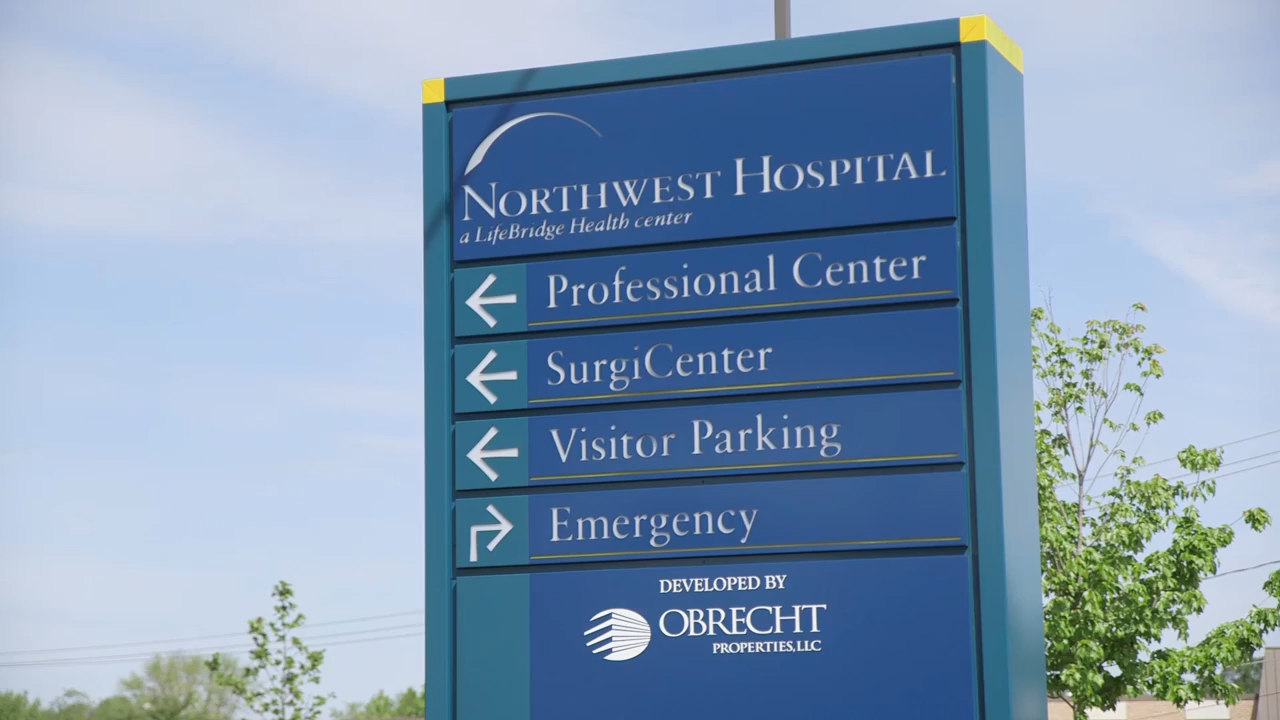 Northwest Hospital
a LifeBridge Health center
Professional Center
SurgiCenter
Visitor Parking
Emergency
DEVELOPED BY
OBRECHT
PROPERTIES, LLC